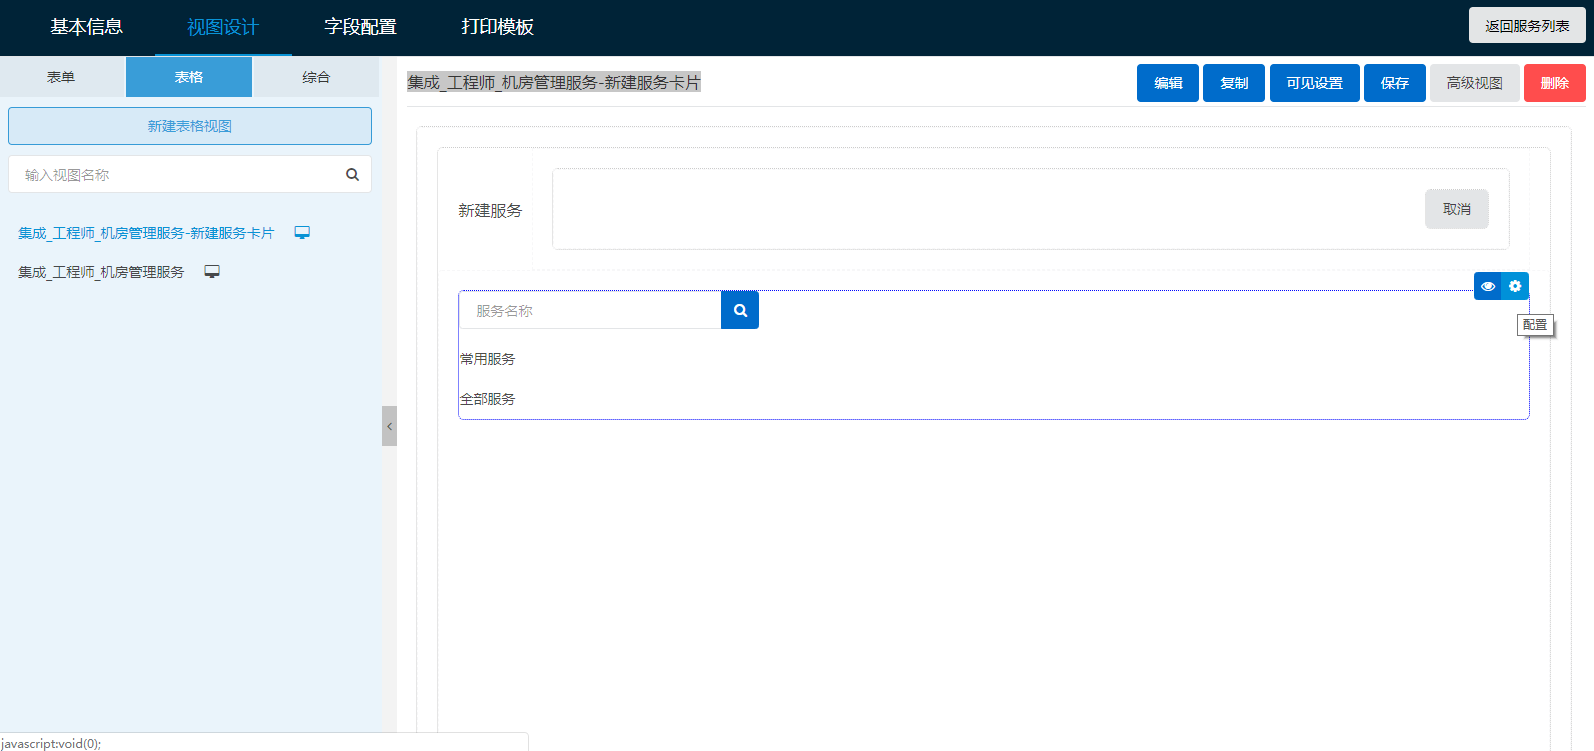 基本信息 视图设计 字段配置 打印模板 返回服务列表
表单 表格 综合
新建表格视图
输入视图名称
集成_工程师_机房管理服务-新建服务卡片
集成_工程师_机房管理服务
集成_工程师_机房管理服务-新建服务卡片 编辑 复制 可见设置 保存 高级视图 删除
新建服务 取消
服务名称
配置
常用服务
全部服务
javascript:void(0);